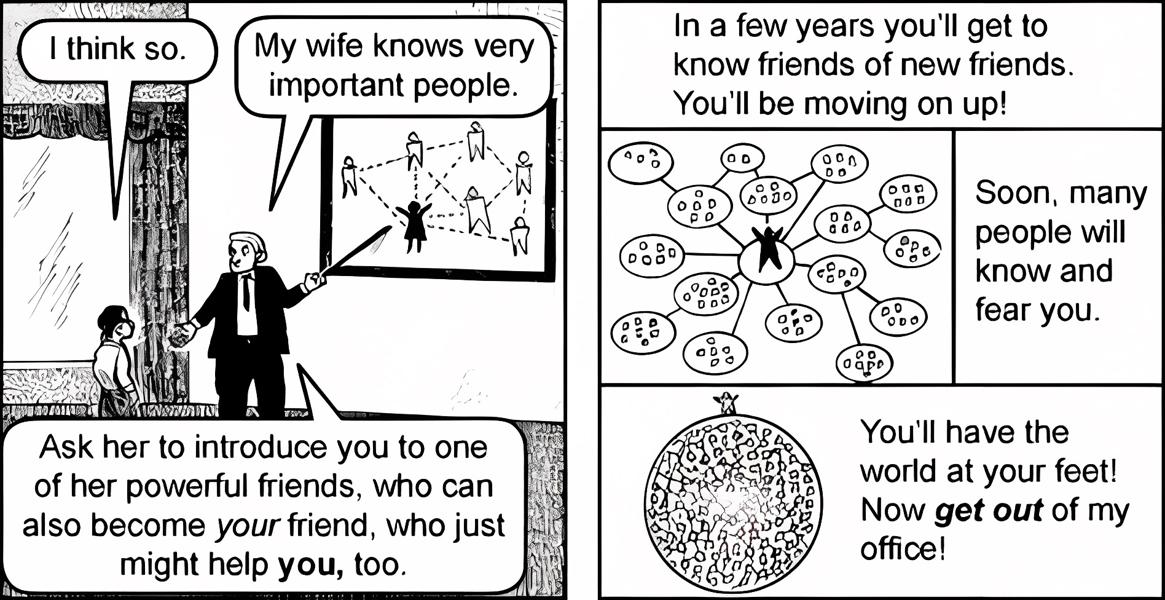 I think so.
My wife knows very
important people.
Ask her to introduce you to one
of her powerful friends, who can
also become your friend, who just
might help you, too.
In a few years you'll get to
know friends of new friends.
You'll be moving on up!
Soon, many
people will
know and
fear you.
You'll have the
world at your feet!
Now get out of my
office!